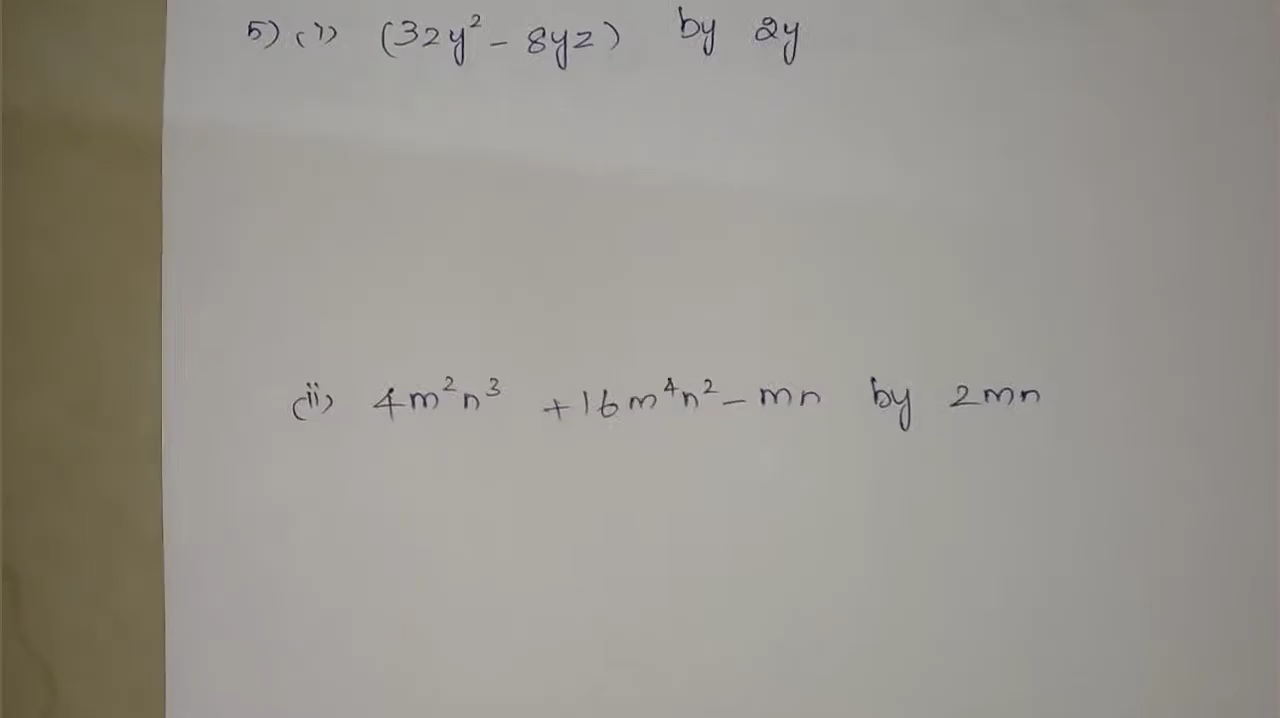 5) (i) (32y² - 8yz) by 2y
(ii) 4m²n³ + 16m⁴n² - mn by 2mn